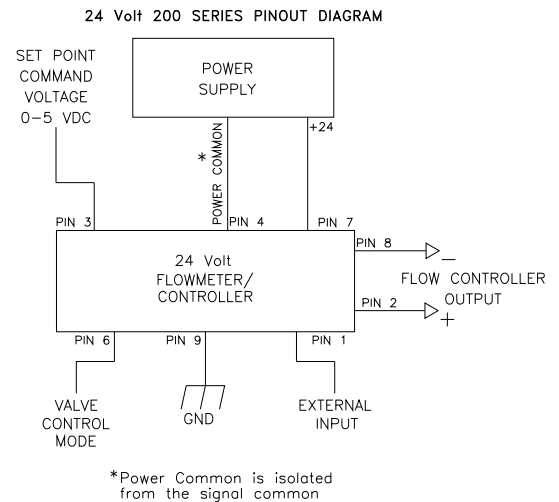 24 Volt 200 SERIES PINOUT DIAGRAM
SET POINT
COMMAND
VOLTAGE
0-5 VDC
POWER
SUPPLY
+24
* POWER COMMON
PIN 3
PIN 4
PIN 7
24 Volt
FLOWMETER/
CONTROLLER
PIN 8
-
FLOW CONTROLLER
OUTPUT
PIN 2
+
PIN 6
PIN 9
PIN 1
VALVE
CONTROL
MODE
GND
EXTERNAL
INPUT
*Power Common is isolated
from the signal common